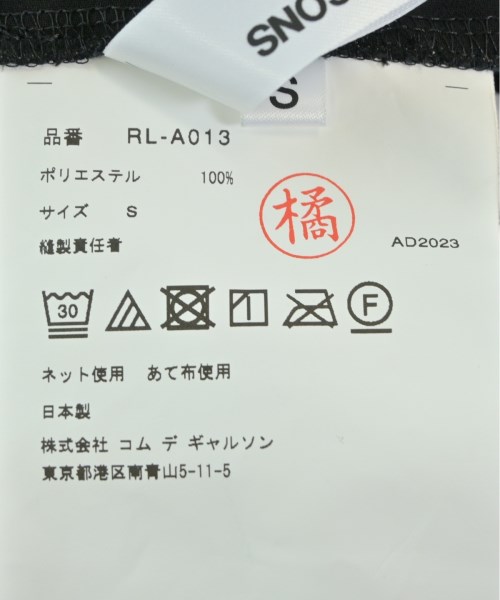 SNOS
S
品番 RL-A013
ポリエステル 100%
サイズ S
縫製責任者
橘
AD2023
30
F
ネット使用 あて布使用
日本製
株式会社 コム デ ギャルソン
東京都港区南青山5-11-5